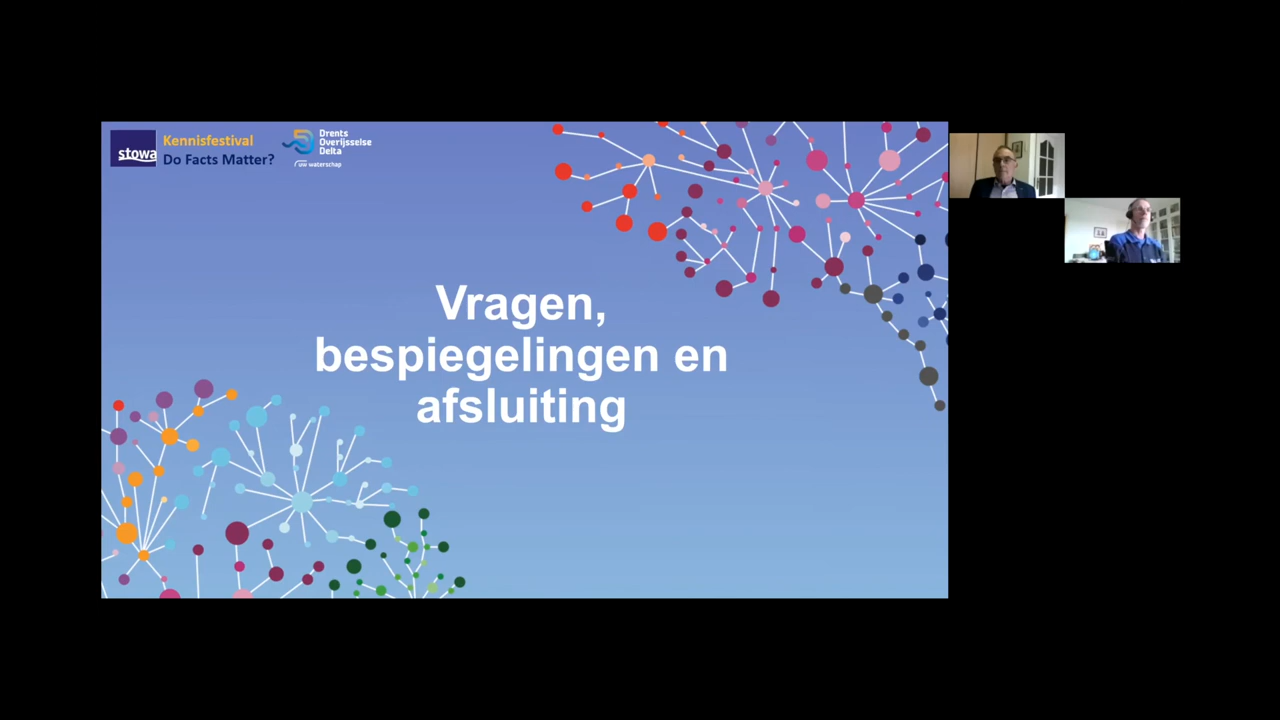 stowa
Kennisfestival
Do Facts Matter?
Drents
Overijsselse
Delta
uw waterschap
Vragen,
bespiegelingen en
afsluiting